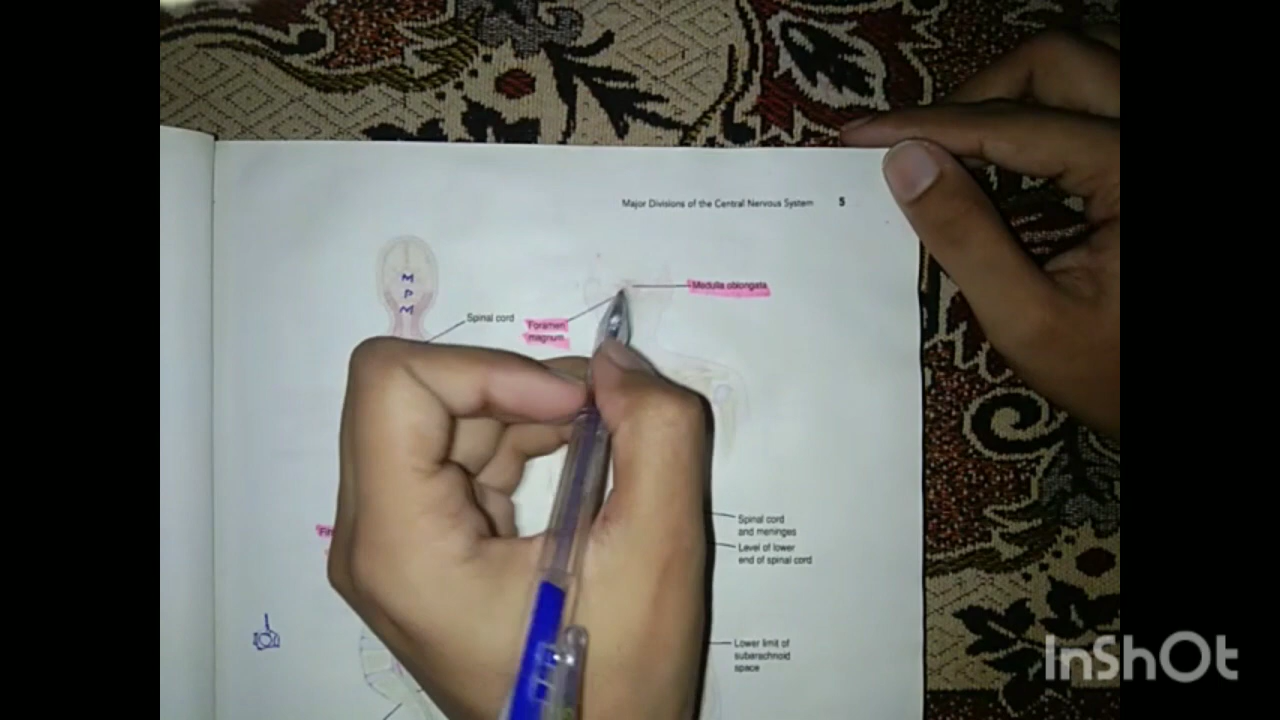 Major Divisions of the Central Nervous System 5
M
P
M
Spinal cord
Medulla oblongata
Foramen
magnum
Spinal cord
and meninges
Level of lower
end of spinal cord
Lower limit of
subarachnoid
space
InShOt